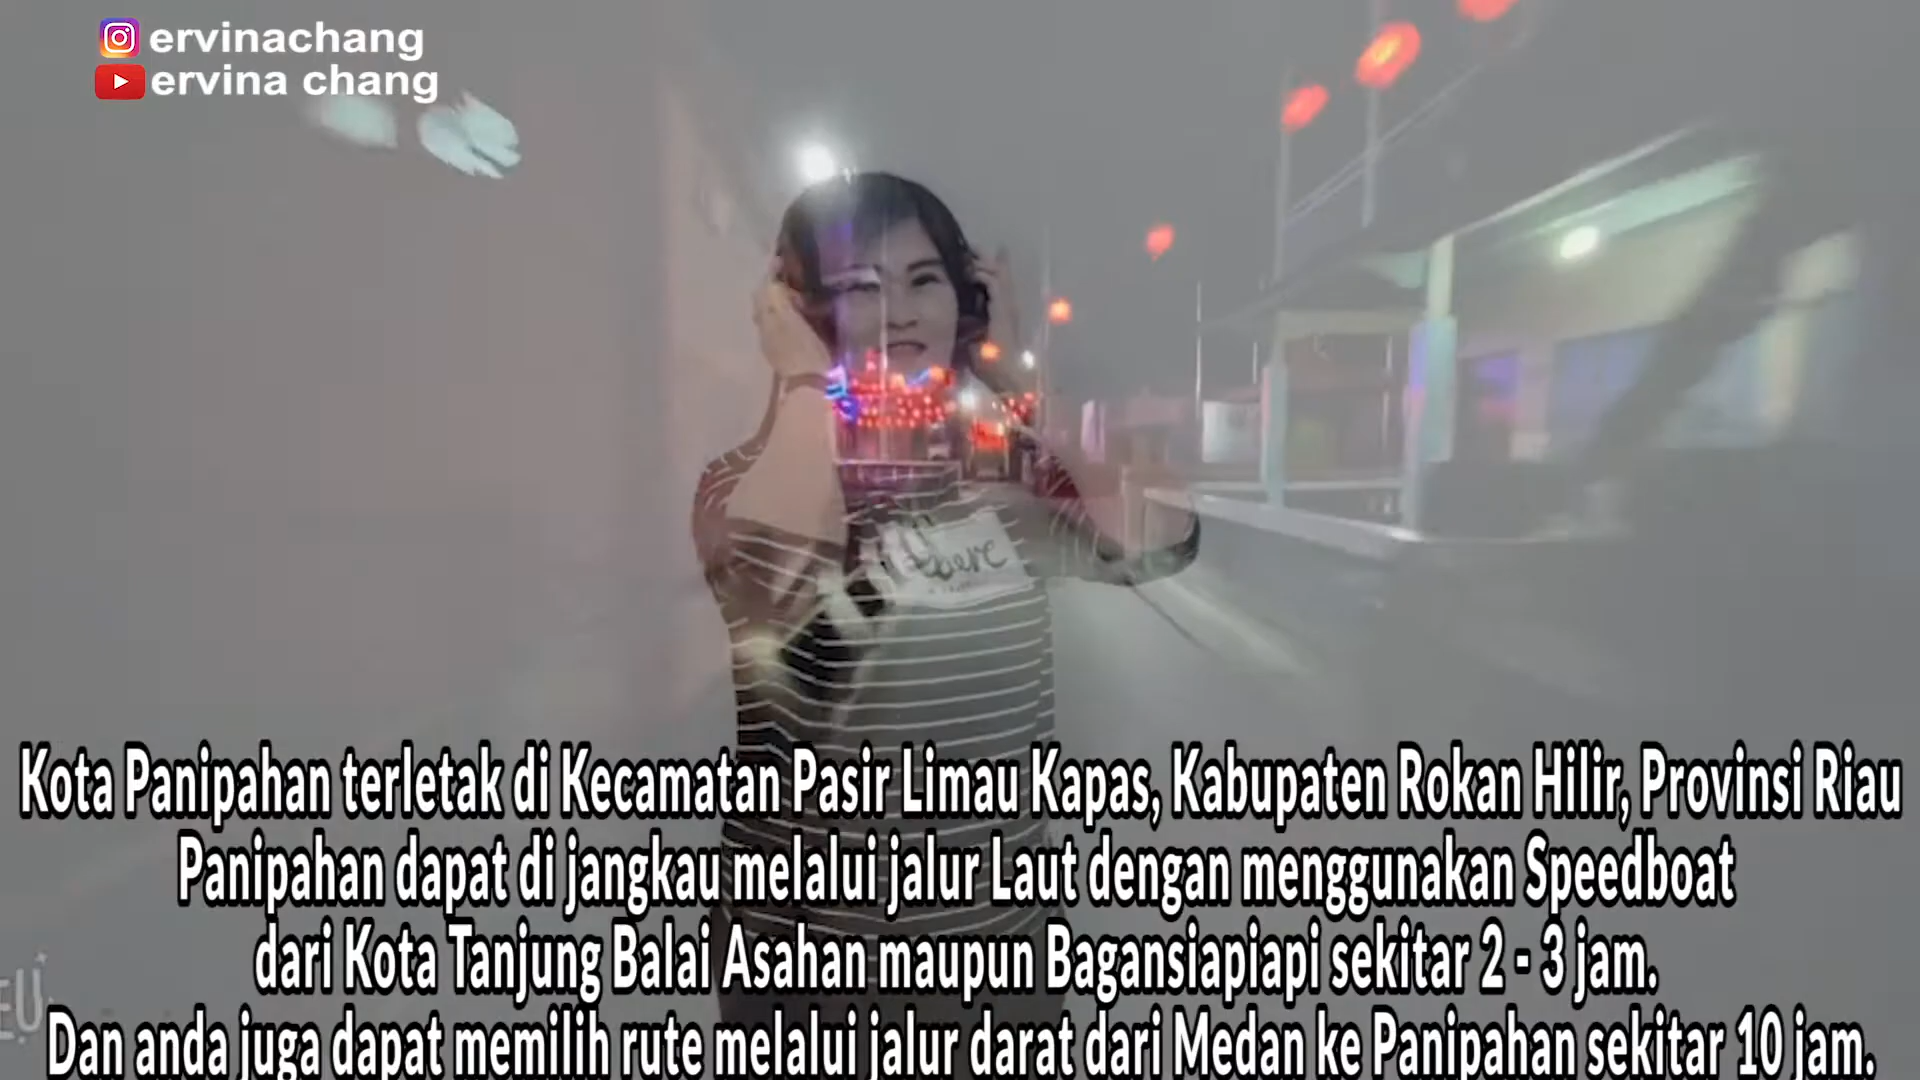 ervinachang
ervina chang
Kota Panipahan terletak di Kecamatan Pasir Limau Kapas, Kabupaten Rokan Hilir, Provinsi Riau
Panipahan dapat di jangkau melalui jalur Laut dengan menggunakan Speedboat
dari Kota Tanjung Balai Asahan maupun Bagansiapiapi sekitar 2 - 3 jam.
Dan anda juga dapat memilih rute melalui jalur darat dari Medan ke Panipahan sekitar 10 jam.